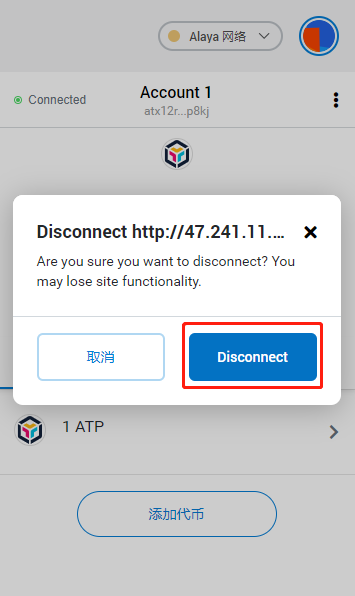 Alaya 网络
Connected
Account 1
atx12r...p8kj
Disconnect http://47.241.11....
Are you sure you want to disconnect? You
may lose site functionality.
取消
Disconnect
1 ATP
添加代币